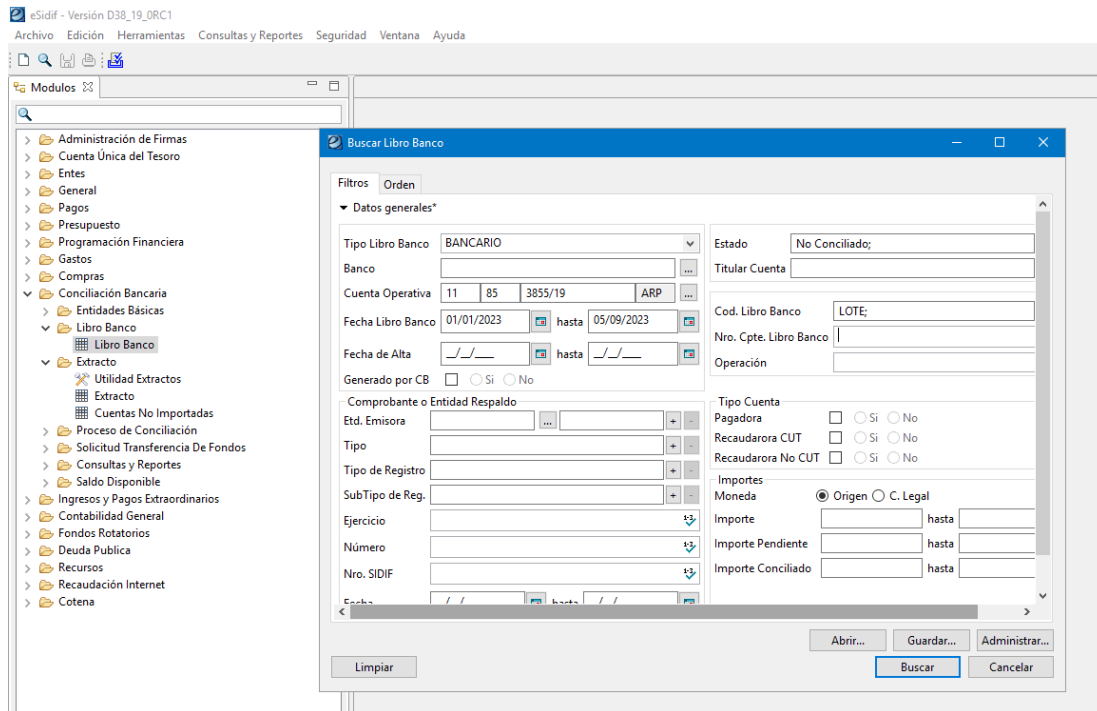 eSidif - Versión D38_19_0RC1
Archivo Edición Herramientas Consultas y Reportes Seguridad Ventana Ayuda
Modulos
Administración de Firmas
Cuenta Única del Tesoro
Entes
General
Pagos
Presupuesto
Programación Financiera
Gastos
Compras
Conciliación Bancaria
Entidades Básicas
Libro Banco
Libro Banco
Extracto
Utilidad Extractos
Extracto
Cuentas No Importadas
Proceso de Conciliación
Solicitud Transferencia De Fondos
Consultas y Reportes
Saldo Disponible
Ingresos y Pagos Extraordinarios
Contabilidad General
Fondos Rotatorios
Deuda Publica
Recursos
Recaudación Internet
Cotena
Buscar Libro Banco
Filtros Orden
Datos generales*
Tipo Libro Banco BANCARIO
Banco ...
Cuenta Operativa 11 85 3855/19 ARP ...
Fecha Libro Banco 01/01/2023 hasta 05/09/2023
Fecha de Alta _/_/___ hasta _/_/___
Generado por CB Si No
Estado No Conciliado;
Titular Cuenta
Cod. Libro Banco LOTE;
Nro. Cpte. Libro Banco
Operación
Comprobante o Entidad Respaldo
Etd. Emisora ... + -
Tipo + -
Tipo de Registro + -
SubTipo de Reg. + -
Ejercicio
Número
Nro. SIDIF
Fecha _/_/ hasta _/_/
Tipo Cuenta
Pagadora Si No
Recaudarora CUT Si No
Recaudarora No CUT Si No
Importes
Moneda Origen C. Legal
Importe hasta
Importe Pendiente hasta
Importe Conciliado hasta
Abrir... Guardar... Administrar...
Limpiar Buscar Cancelar